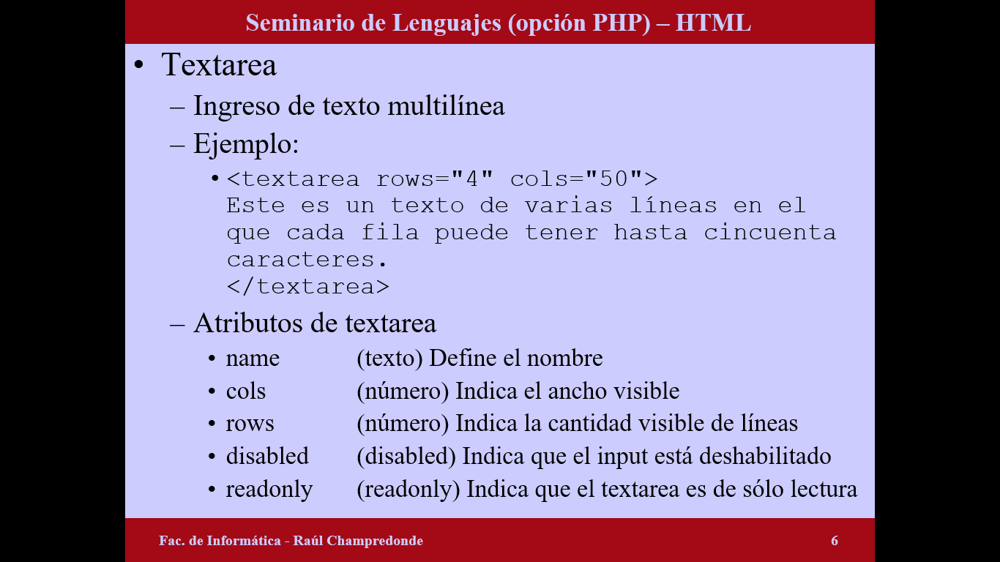 Seminario de Lenguajes (opción PHP) – HTML
• Textarea
– Ingreso de texto multilínea
– Ejemplo:
• <textarea rows="4" cols="50">
Este es un texto de varias líneas en el
que cada fila puede tener hasta cincuenta
caracteres.
</textarea>
– Atributos de textarea
• name (texto) Define el nombre
• cols (número) Indica el ancho visible
• rows (número) Indica la cantidad visible de líneas
• disabled (disabled) Indica que el input está deshabilitado
• readonly (readonly) Indica que el textarea es de sólo lectura
Fac. de Informática - Raúl Champredonde 6